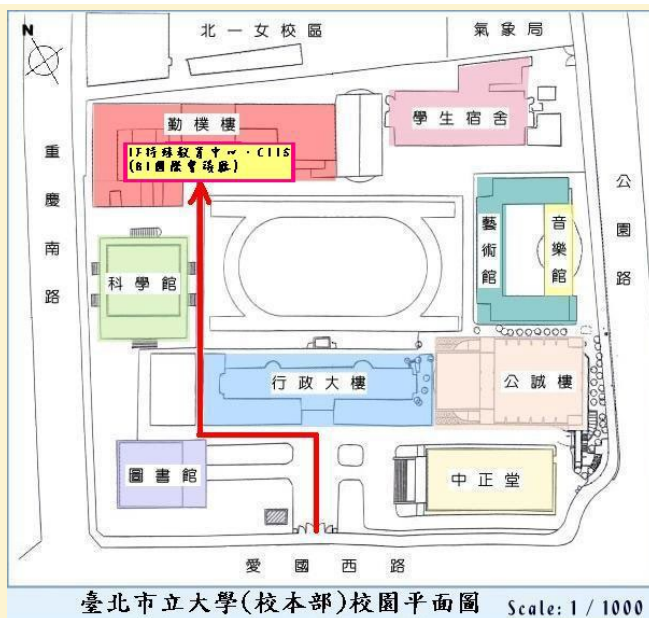 N
北一女校區
氣象局
勤樸樓
1F特殊教育中心·C115
(B1國際會議廳)
學生宿舍
重慶南路
公園路
藝術館
音樂館
科學館
行政大樓
公誠樓
圖書館
中正堂
愛國西路
臺北市立大學(校本部)校園平面圖 Scale: 1 / 1000